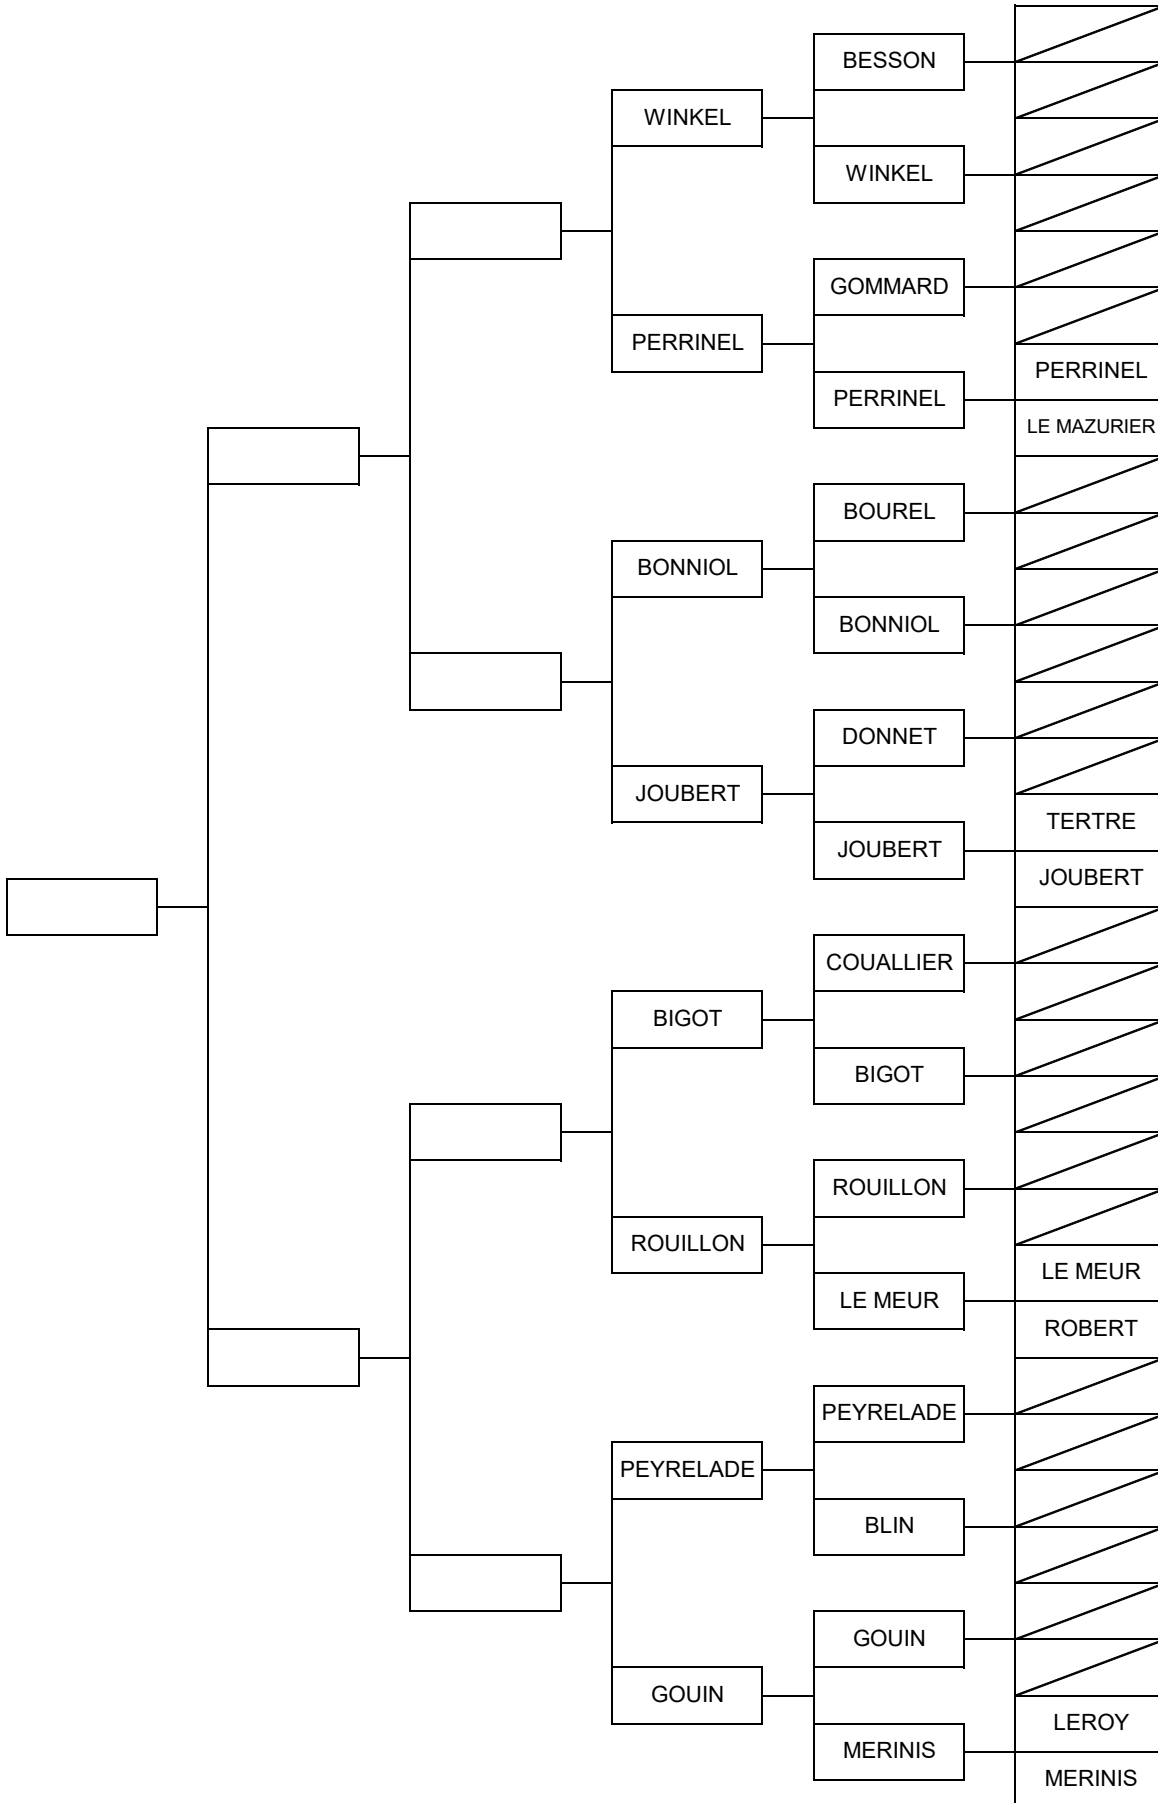 BESSON
WINKEL
WINKEL
GOMMARD
PERRINEL
PERRINEL
PERRINEL
LE MAZURIER
BOUREL
BONNIOL
BONNIOL
DONNET
JOUBERT
TERTRE
JOUBERT
JOUBERT
COUALLIER
BIGOT
BIGOT
ROUILLON
ROUILLON
LE MEUR
LE MEUR
ROBERT
PEYRELADE
PEYRELADE
BLIN
GOUIN
GOUIN
LEROY
MERINIS
MERINIS